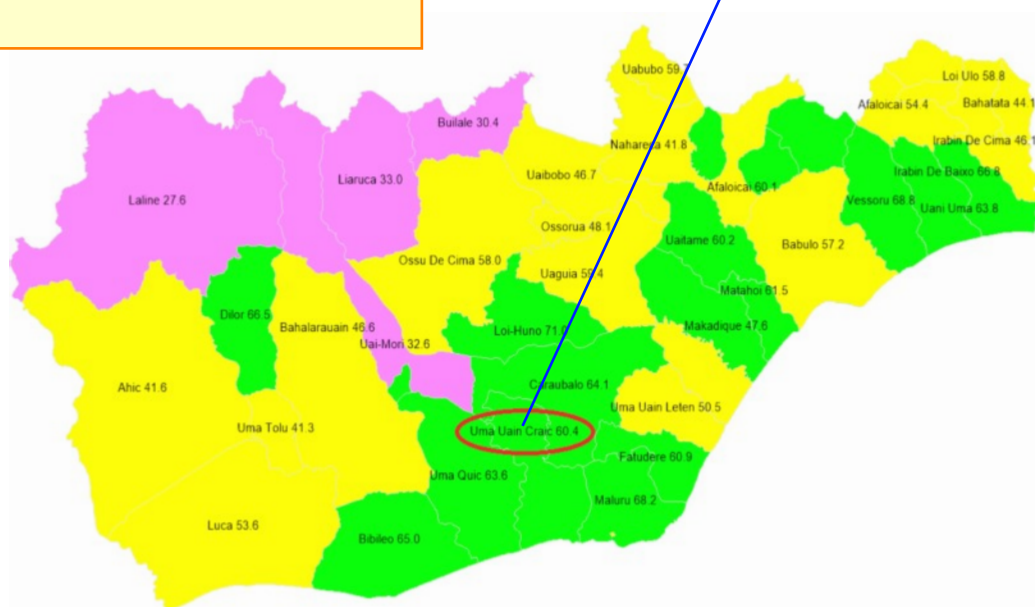 Uabubo 59.7
Loi Ulo 58.8
Afaloicai 54.4
Bahatata 44.1
Builale 30.4
Naharea 41.8
Irabin De Cima 46.1
Uaibobo 46.7
Irabin De Baixo 66.8
Liaruca 33.0
Afaloicai 60.1
Laline 27.6
Vessoru 68.8
Uani Uma 63.8
Ossorua 48.1
Uaitame 60.2
Babulo 57.2
Ossu De Cima 58.0
Uaguia 55.4
Matahoi 61.5
Dilor 66.5
Bahalarauain 46.6
Loi-Huno 71.0
Makadique 47.6
Uai-Mori 32.6
Ahic 41.6
Caraubalo 64.1
Uma Uain Leten 50.5
Uma Tolu 41.3
Uma Uain Craic 60.4
Fatudere 60.9
Uma Quic 63.6
Maluru 68.2
Luca 53.6
Bibileo 65.0